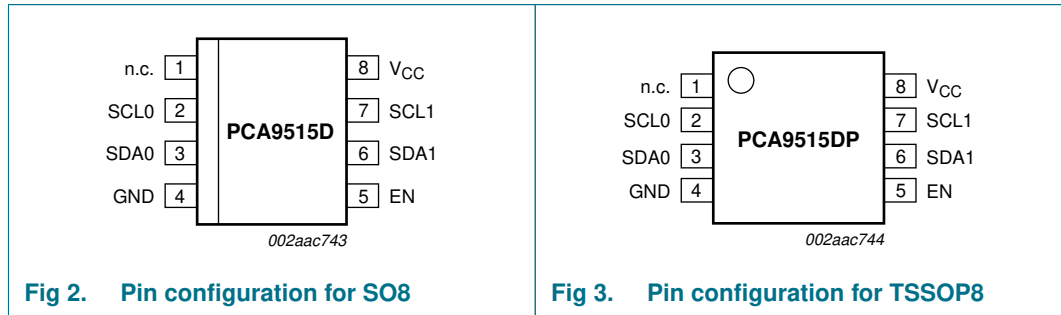 n.c. 1 8 VCC
SCL0 2 7 SCL1
SDA0 3 6 SDA1
GND 4 5 EN
PCA9515D
002aac743
Fig 2. Pin configuration for SO8
n.c. 1 8 VCC
SCL0 2 7 SCL1
SDA0 3 6 SDA1
GND 4 5 EN
PCA9515DP
002aac744
Fig 3. Pin configuration for TSSOP8